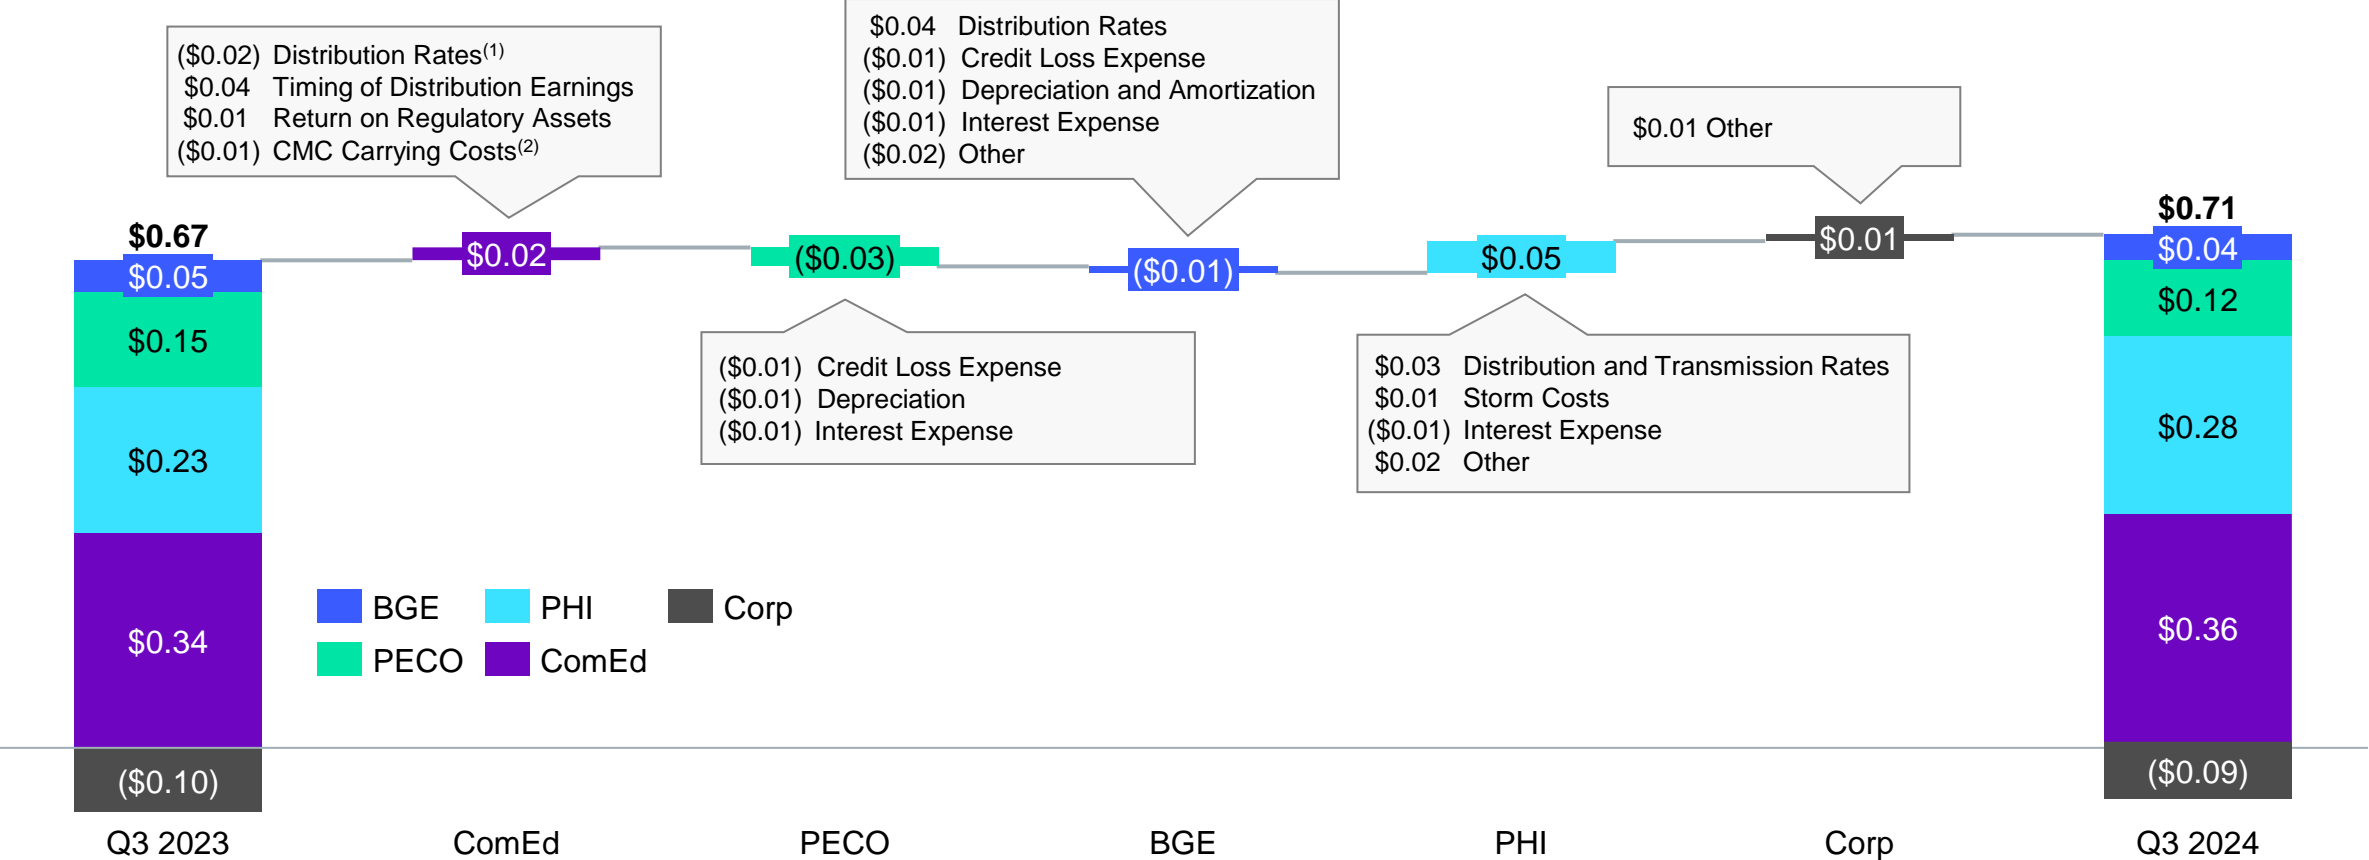 ($0.02) Distribution Rates(1)
$0.04 Timing of Distribution Earnings
$0.01 Return on Regulatory Assets
($0.01) CMC Carrying Costs(2)
$0.04 Distribution Rates
($0.01) Credit Loss Expense
($0.01) Depreciation and Amortization
($0.01) Interest Expense
($0.02) Other
$0.01 Other
$0.67
$0.05
$0.15
$0.23
$0.34
($0.10)
$0.02
($0.03)
($0.01)
$0.05
$0.01
$0.71
$0.04
$0.12
$0.28
$0.36
($0.09)
($0.01) Credit Loss Expense
($0.01) Depreciation
($0.01) Interest Expense
$0.03 Distribution and Transmission Rates
$0.01 Storm Costs
($0.01) Interest Expense
$0.02 Other
BGE PHI Corp
PECO ComEd
Q3 2023 ComEd PECO BGE PHI Corp Q3 2024